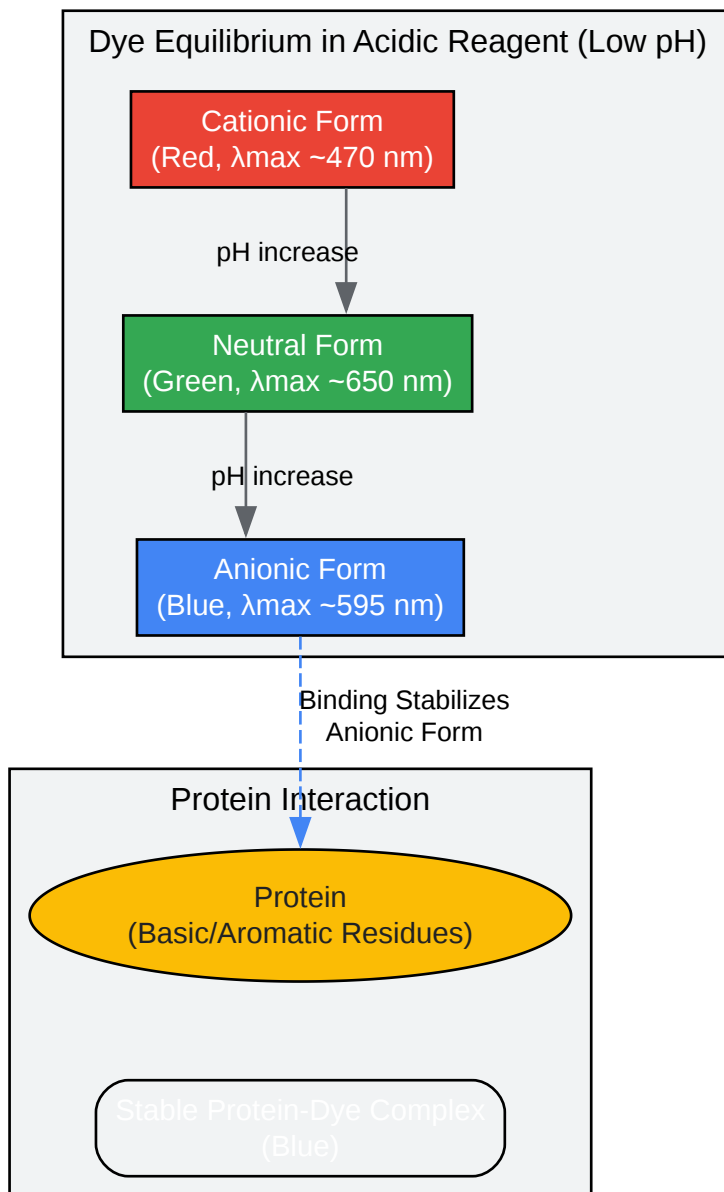 Dye Equilibrium in Acidic Reagent (Low pH)
Cationic Form
(Red, λmax ~470 nm)
pH increase
Neutral Form
(Green, λmax ~650 nm)
pH increase
Anionic Form
(Blue, λmax ~595 nm)
Binding Stabilizes
Anionic Form
Protein Interaction
Protein
(Basic/Aromatic Residues)
Stable Protein-Dye Complex
(Blue)